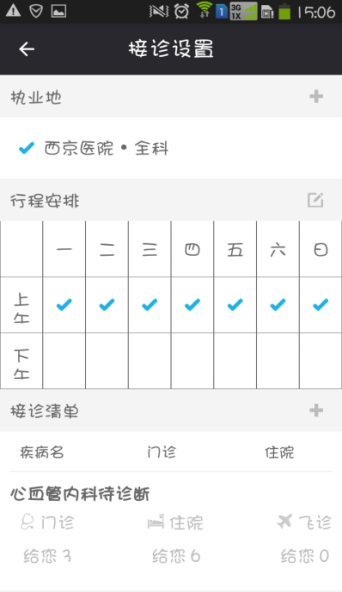 3G
1X
1
15:06
接诊设置
执业地
西京医院 • 全科
行程安排
一 二 三 四 五 六 日
上午
下午
接诊清单
疾病名 门诊 住院
心血管内科待诊断
门诊 住院 飞诊
给您3 给您6 给您0